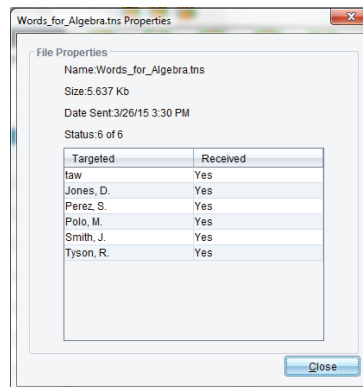 Words_for_Algebra.tns Properties
File Properties
Name:Words_for_Algebra.tns
Size:5.637 Kb
Date Sent:3/26/15 3:30 PM
Status:6 of 6
Targeted Received
taw Yes
Jones, D. Yes
Perez, S. Yes
Polo, M. Yes
Smith, J. Yes
Tyson, R. Yes
Close